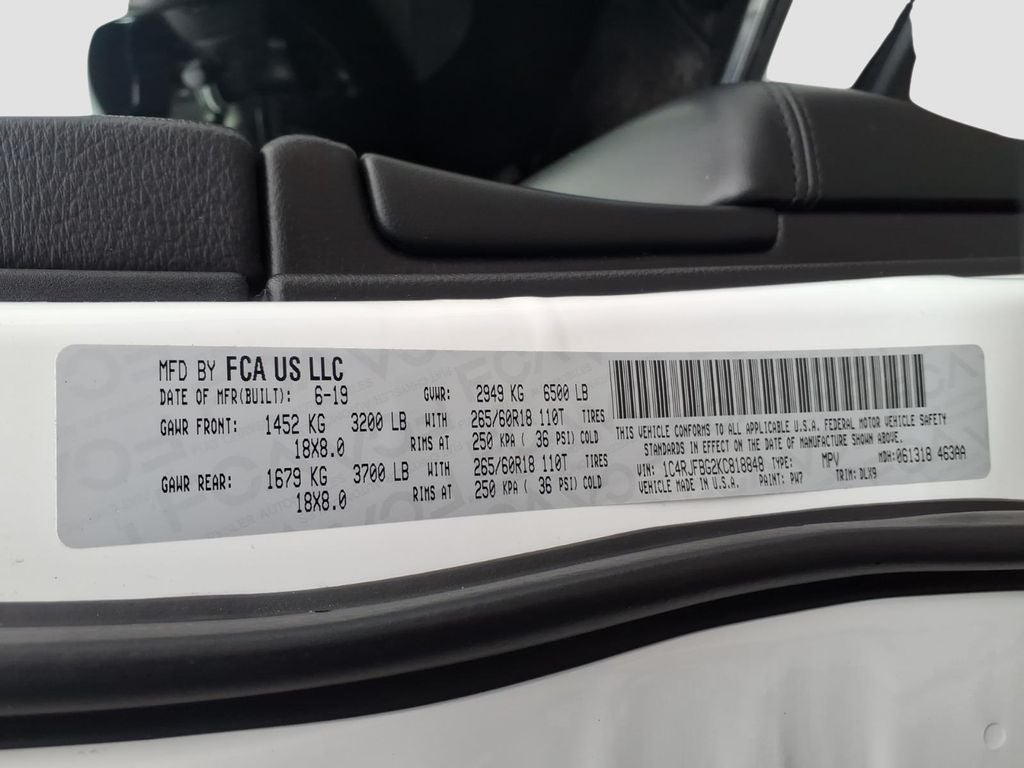 MFD BY FCA US LLC
DATE OF MFR(BUILT): 6-19 GVWR: 2949 KG 6500 LB
GAWR FRONT: 1452 KG 3200 LB WITH 265/60R18 110T TIRES
18X8.0 RIMS AT 250 KPA ( 36 PSI) COLD
GAWR REAR: 1679 KG 3700 LB WITH 265/60R18 110T TIRES
18X8.0 RIMS AT 250 KPA ( 36 PSI) COLD
THIS VEHICLE CONFORMS TO ALL APPLICABLE U.S.A. FEDERAL MOTOR VEHICLE SAFETY
STANDARDS IN EFFECT ON THE DATE OF MANUFACTURE SHOWN ABOVE.
VIN: 1C4RJFBG2KC818848 TYPE: MPV MDH:061318 463AA
VEHICLE MADE IN U.S.A. PAINT: PW7 TRIM: DLX9